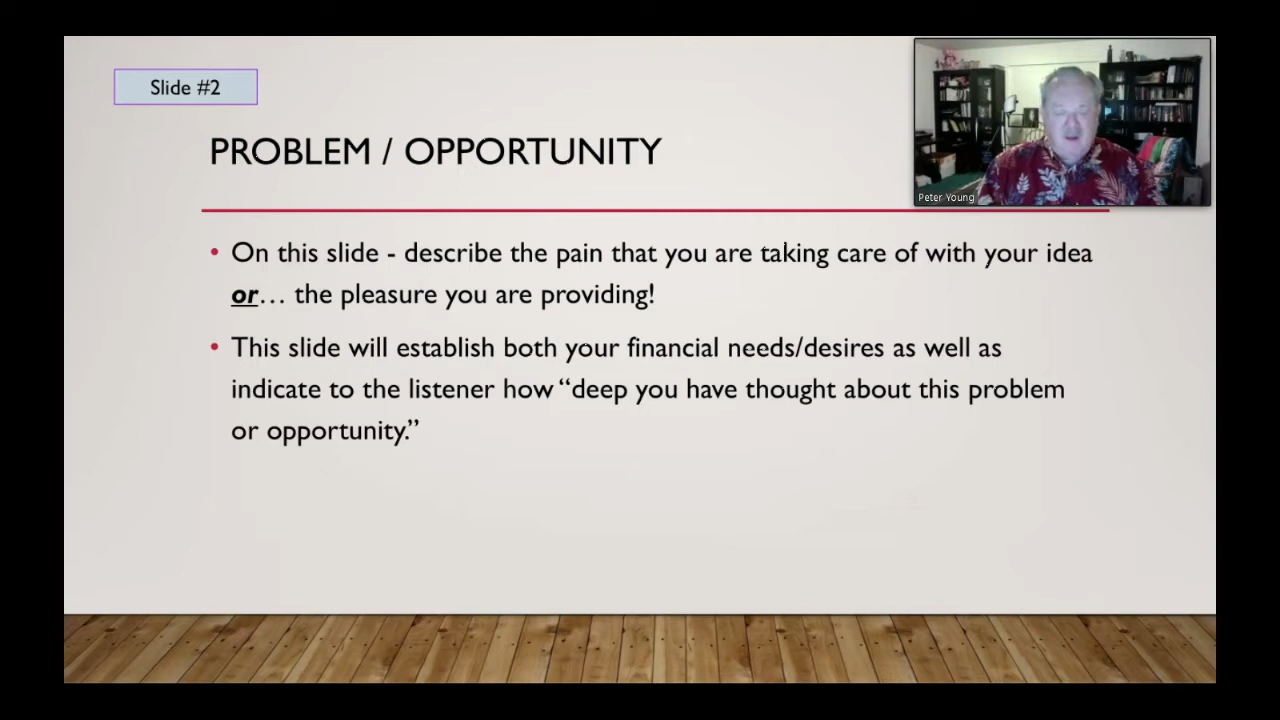 Slide #2
PROBLEM / OPPORTUNITY
Peter Young
• On this slide - describe the pain that you are taking care of with your idea
or… the pleasure you are providing!
• This slide will establish both your financial needs/desires as well as
indicate to the listener how “deep you have thought about this problem
or opportunity.”